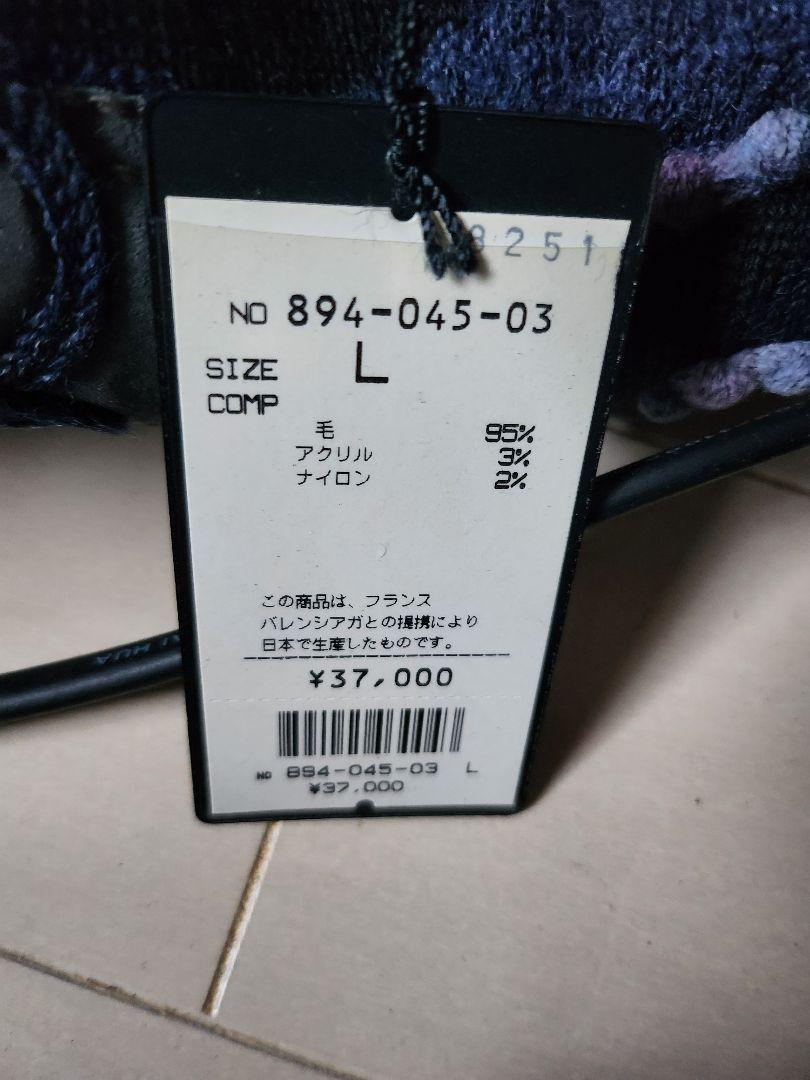 8251
NO 894-045-03
SIZE L
COMP
毛 95%
アクリル 3%
ナイロン 2%
この商品は、フランス
バレンシアガとの提携により
日本で生産したものです。
¥37,000
NO 894-045-03 L
¥37,000
HUA